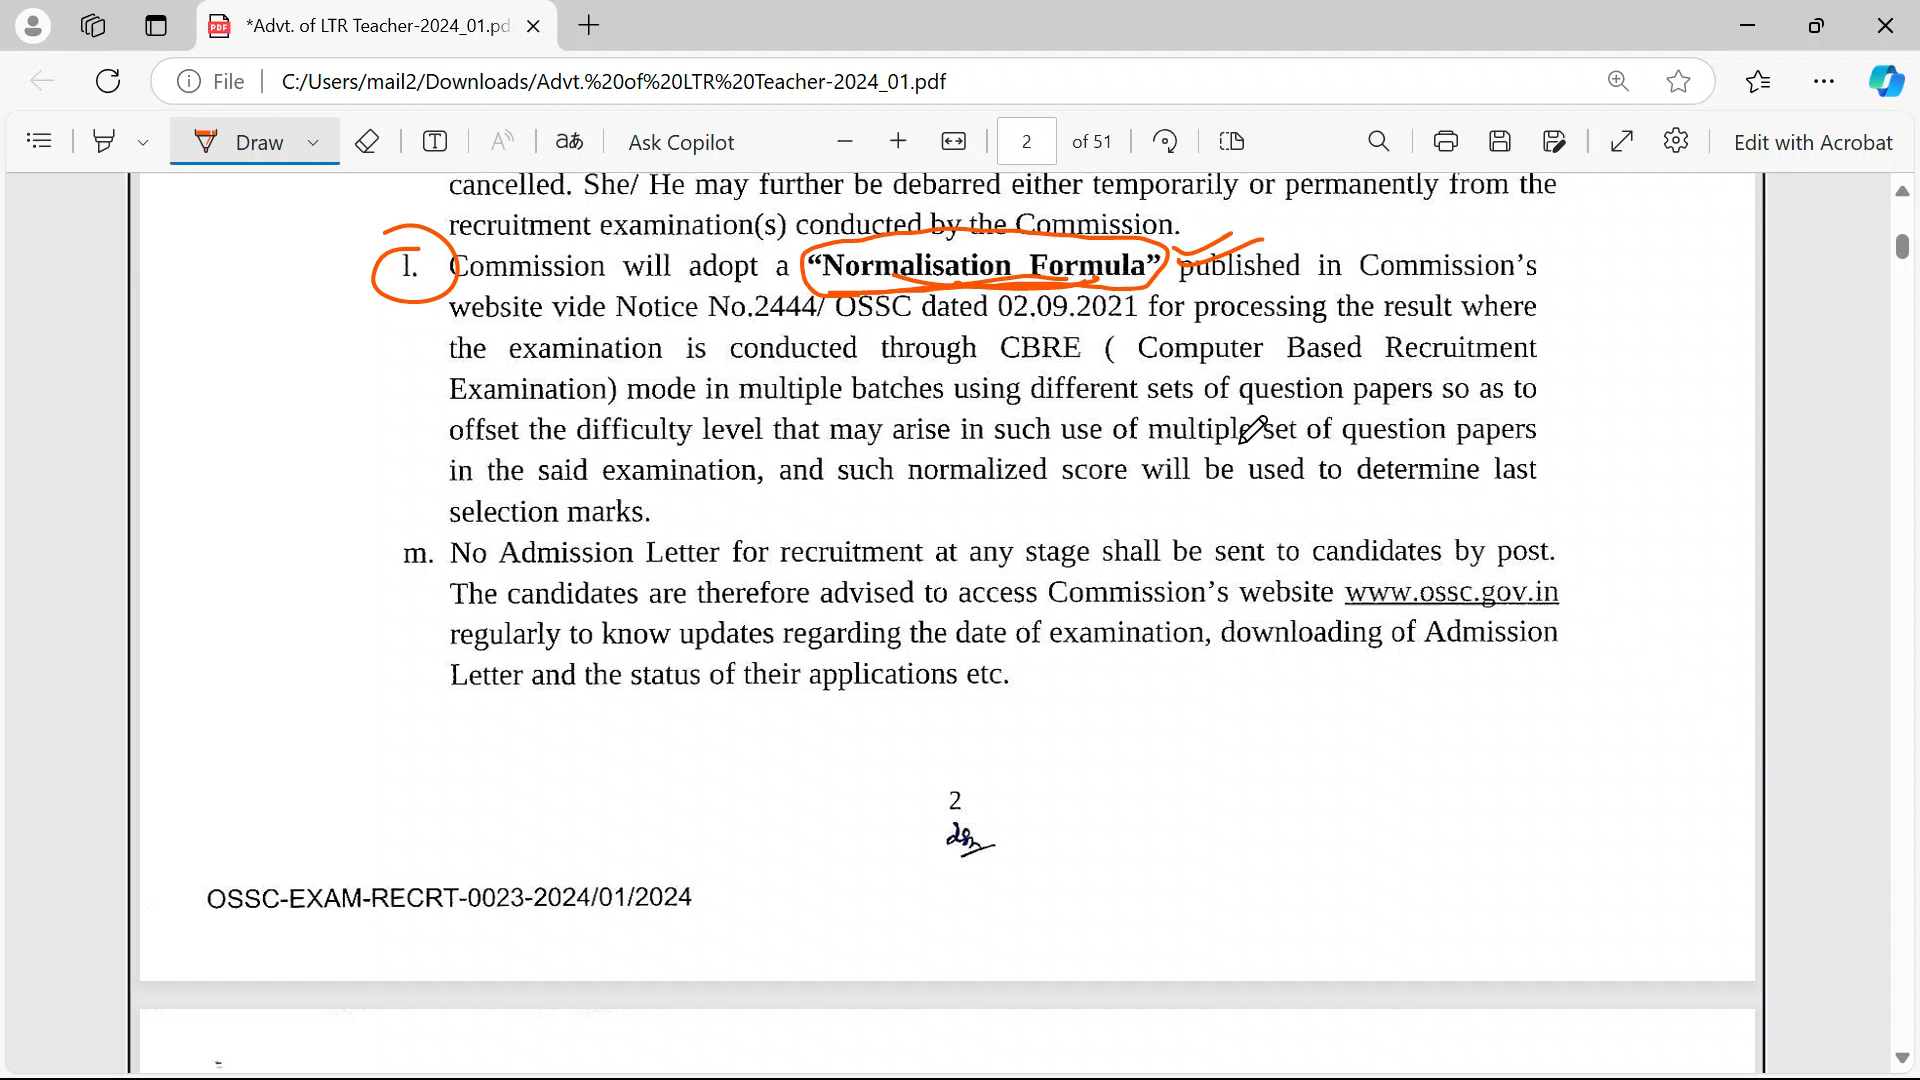 *Advt. of LTR Teacher-2024_01.pd
File
C:/Users/mail2/Downloads/Advt.%20of%20LTR%20Teacher-2024_01.pdf
Draw
aあ
Ask Copilot
2 of 51
Edit with Acrobat
cancelled. She/ He may further be debarred either temporarily or permanently from the
recruitment examination(s) conducted by the Commission.
l. Commission will adopt a “Normalisation Formula” published in Commission’s
website vide Notice No.2444/ OSSC dated 02.09.2021 for processing the result where
the examination is conducted through CBRE ( Computer Based Recruitment
Examination) mode in multiple batches using different sets of question papers so as to
offset the difficulty level that may arise in such use of multiple set of question papers
in the said examination, and such normalized score will be used to determine last
selection marks.
m. No Admission Letter for recruitment at any stage shall be sent to candidates by post.
The candidates are therefore advised to access Commission’s website www.ossc.gov.in
regularly to know updates regarding the date of examination, downloading of Admission
Letter and the status of their applications etc.
2
OSSC-EXAM-RECRT-0023-2024/01/2024